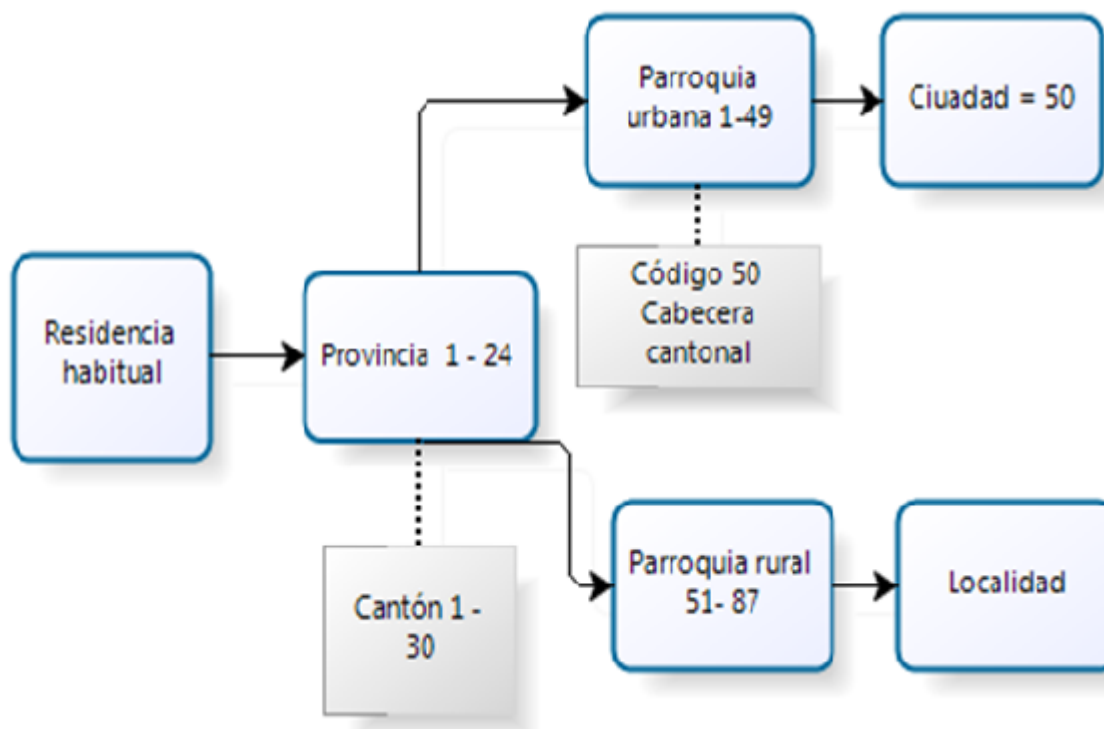 Parroquia
urbana 1-49
Ciuadad = 50
Código 50
Cabecera
cantonal
Residencia
habitual
Provincia 1 - 24
Cantón 1 -
30
Parroquia rural
51- 87
Localidad